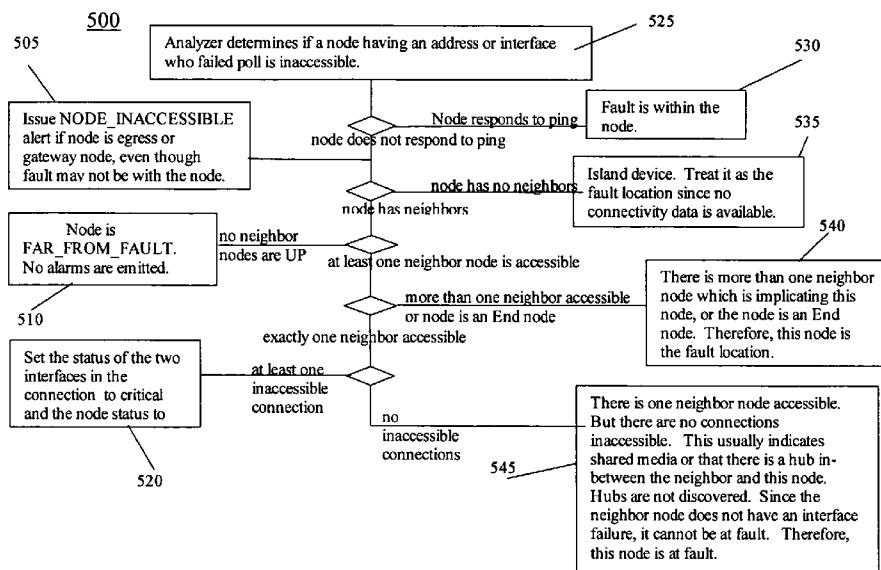 500
525
Analyzer determines if a node having an address or interface
who failed poll is inaccessible.
505
Issue NODE_INACCESSIBLE
alert if node is egress or
gateway node, even though
fault may not be with the node.
530
Node responds to ping
Fault is within the
node.
node does not respond to ping
535
node has no neighbors
Island device. Treat it as the
fault location since no
connectivity data is available.
node has neighbors
Node is
FAR_FROM_FAULT.
No alarms are emitted.
510
no neighbor
nodes are UP
at least one neighbor node is accessible
540
more than one neighbor accessible
or node is an End node
There is more than one neighbor
node which is implicating this
node, or the node is an End
node. Therefore, this node is
the fault location.
exactly one neighbor accessible
Set the status of the two
interfaces in the
connection to critical
and the node status to
520
at least one
inaccessible
connection
no
inaccessible
connections
545
There is one neighbor node accessible.
But there are no connections
inaccessible. This usually indicates
shared media or that there is a hub in-
between the neighbor and this node.
Hubs are not discovered. Since the
neighbor node does not have an interface
failure, it cannot be at fault. Therefore,
this node is at fault.